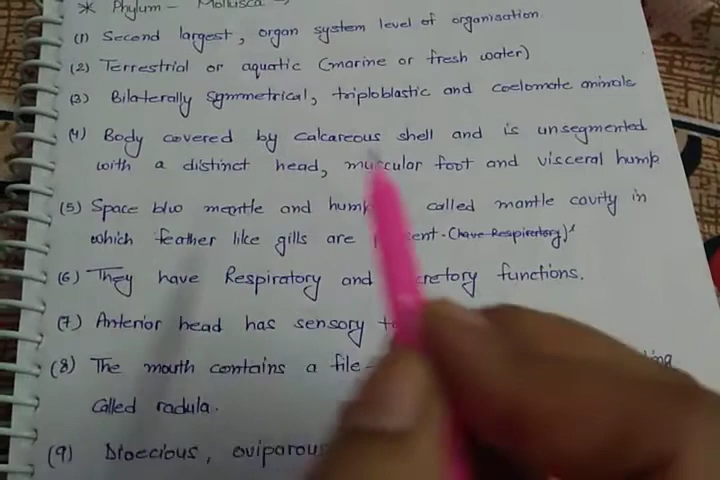 * Phylum - Mollusca -
(1) Second largest, organ system level of organisation.
(2) Terrestrial or aquatic (marine or fresh water)
(3) Bilaterally symmetrical, triploblastic and coelomate animals
(4) Body covered by calcareous shell and is unsegmented
with a distinct head, muscular foot and visceral hump
(5) Space b/w mantle and hump called mantle cavity in
which feather like gills are ent. (have Respiratory)
(6) They have Respiratory and cretory functions.
(7) Anterior head has sensory
(8) The mouth contains a file-
called radula.
(9) Dioecious, oviparous